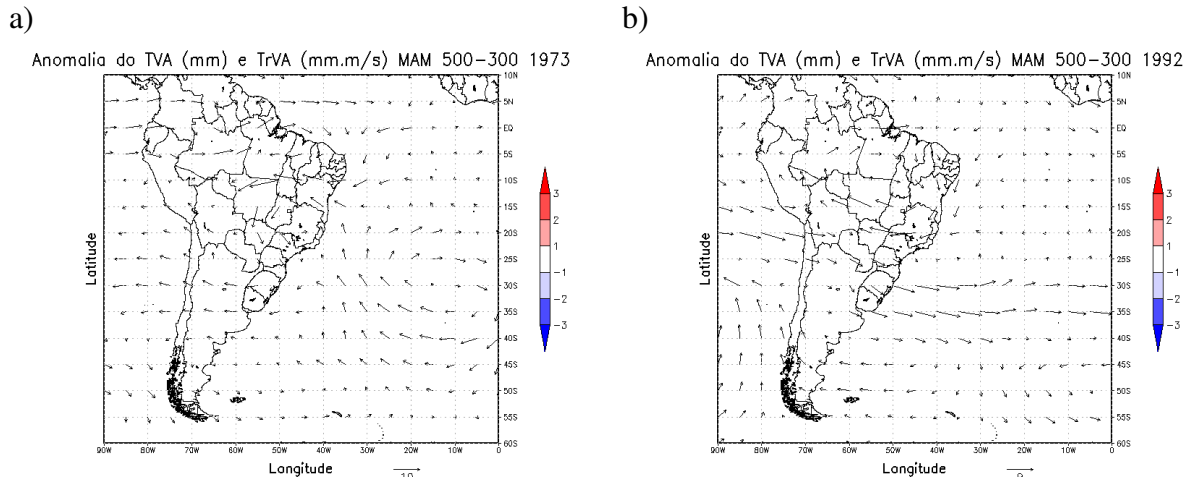 a)
b)
Anomalia do TVA (mm) e TrVA (mm.m/s) MAM 500-300 1973
Anomalia do TVA (mm) e TrVA (mm.m/s) MAM 500-300 1992
Latitude
10N
5N
EQ
5S
10S
15S
20S
25S
30S
35S
40S
45S
50S
55S
60S
90W 80W 70W 60W 50W 40W 30W 20W 10W 0
Longitude
3
2
1
-1
-2
-3
Latitude
10N
5N
EQ
5S
10S
15S
20S
25S
30S
35S
40S
45S
50S
55S
60S
90W 80W 70W 60W 50W 40W 30W 20W 10W 0
Longitude
3
2
1
-1
-2
-3